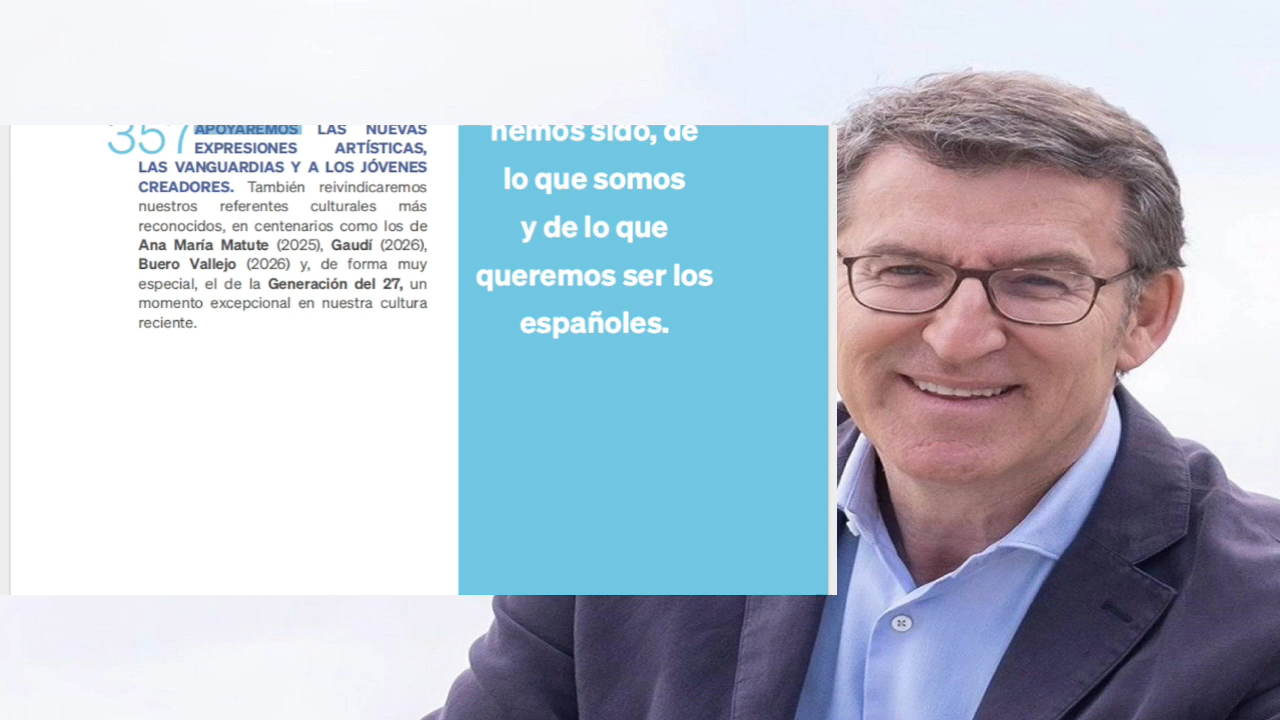 357 APOYAREMOS LAS NUEVAS
EXPRESIONES ARTÍSTICAS,
LAS VANGUARDIAS Y A LOS JÓVENES
CREADORES. También reivindicaremos
nuestros referentes culturales más
reconocidos, en centenarios como los de
Ana María Matute (2025), Gaudí (2026),
Buero Vallejo (2026) y, de forma muy
especial, el de la Generación del 27, un
momento excepcional en nuestra cultura
reciente.
hemos sido, de
lo que somos
y de lo que
queremos ser los
españoles.